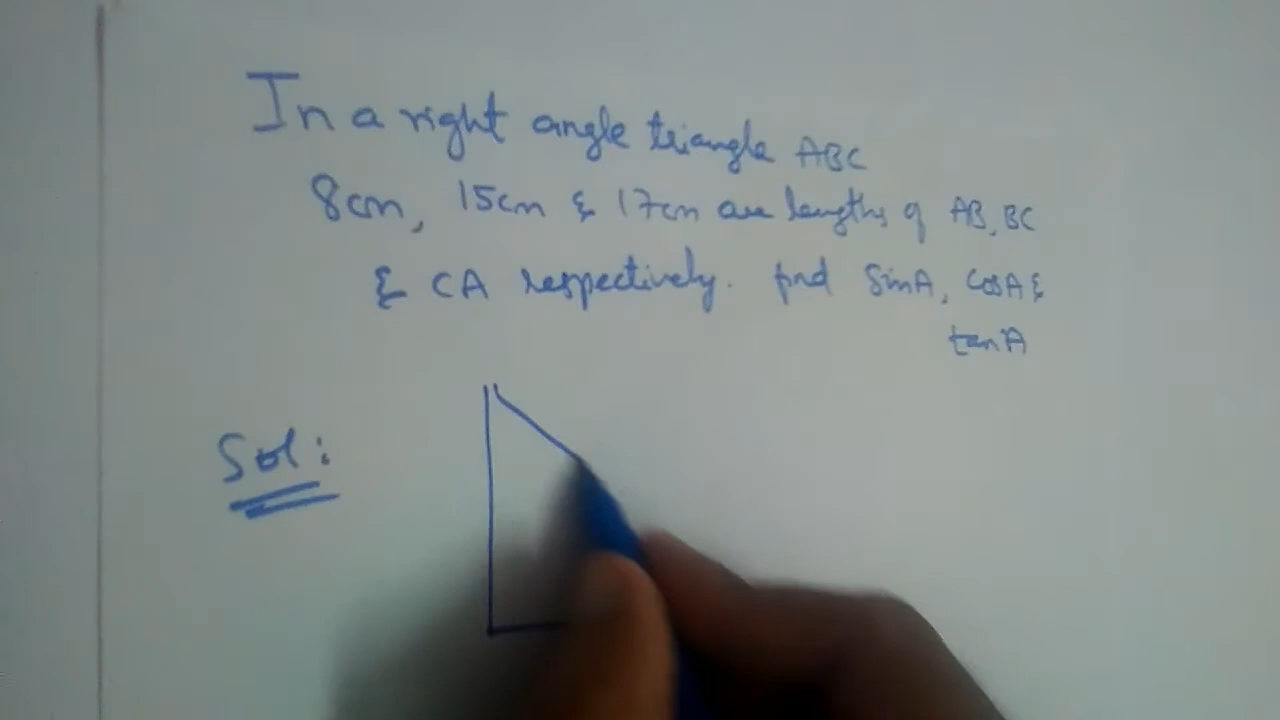 In a right angle triangle ABC
8cm, 15cm & 17cm are lengths of AB, BC
& CA respectively. find SinA, CosA &
tanA
Sol: